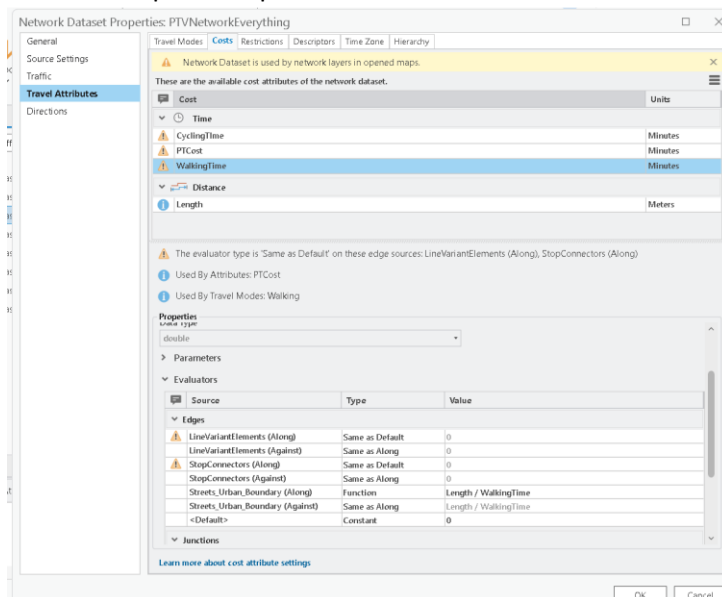 Network Dataset Properties: PTVNetworkEverything
General
Source Settings
Traffic
Travel Attributes
Directions
Travel Modes Costs Restrictions Descriptors Time Zone Hierarchy
Network Dataset is used by network layers in opened maps.
These are the available cost attributes of the network dataset.
Cost Units
Time
CyclingTIme Minutes
PTCost Minutes
WalkingTime Minutes
Distance
Length Meters
The evaluator type is 'Same as Default' on these edge sources: LineVariantElements (Along), StopConnectors (Along)
Used By Attributes: PTCost
Used By Travel Modes: Walking
Properties
Data Type
double
Parameters
Evaluators
Source Type Value
Edges
LineVariantElements (Along) Same as Default 0
LineVariantElements (Against) Same as Along 0
StopConnectors (Along) Same as Default 0
StopConnectors (Against) Same as Along 0
Streets_Urban_Boundary (Along) Function Length / WalkingTime
Streets_Urban_Boundary (Against) Same as Along Length / WalkingTime
<Default> Constant 0
Junctions
Learn more about cost attribute settings
OK Cancel